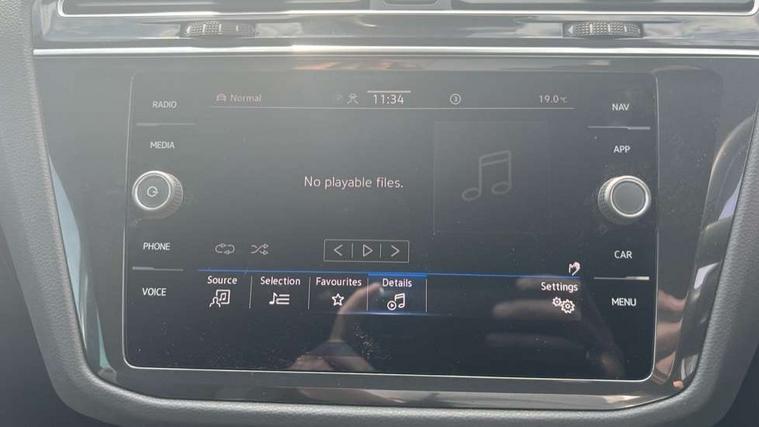 RADIO
MEDIA
PHONE
VOICE
Normal 11:34 3 19.0°C
No playable files.
Source Selection Favourites Details Settings
NAV
APP
CAR
MENU